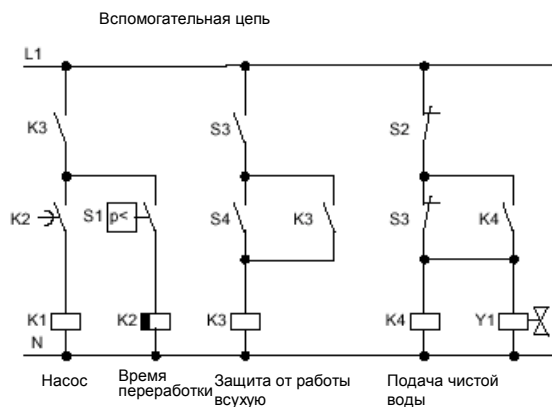 Вспомогательная цепь
L1
K3 S3 S2
K2 S1 p< S4 K3 S3 K4
K1 K2 K3 K4 Y1
N
Насос
Время
переработки
Защита от работы
всухую
Подача чистой
воды